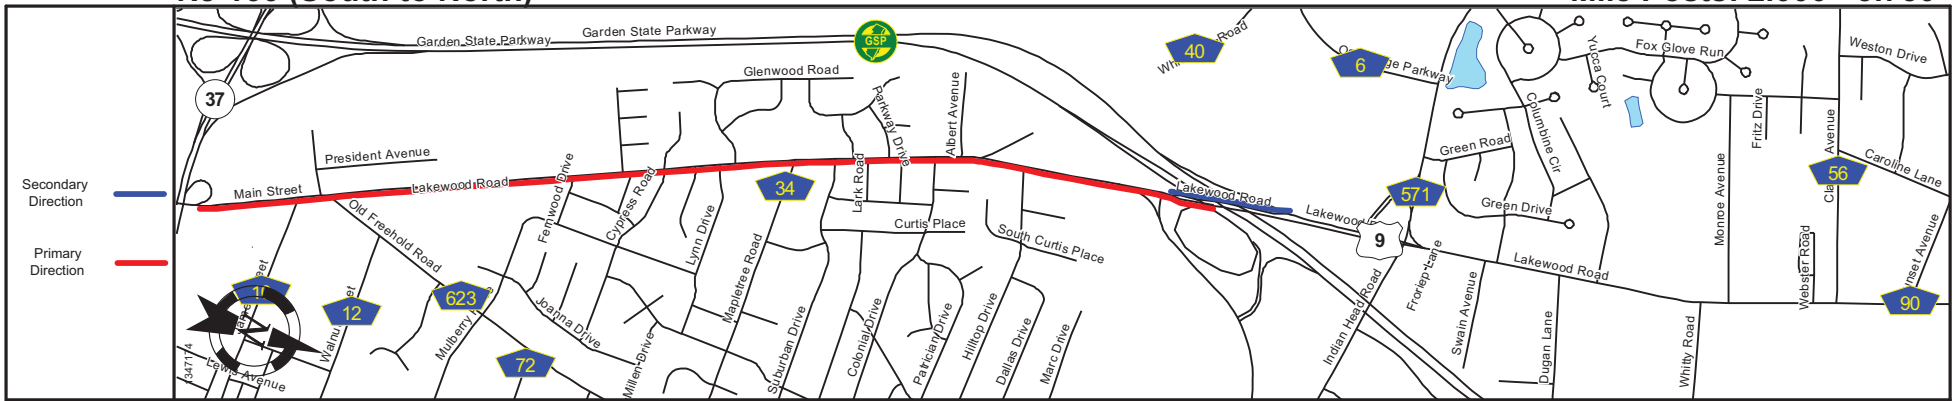 Garden State Parkway
Garden State Parkway
GSP
40
Road
6
Parkway
Yucca Court
Fox Glove Run
Weston Drive
37
Glenwood Road
Parkway Drive
Albert Avenue
Columbine Cir
Fritz Drive
Green Road
Avenue
Caroline Lane
56
President Avenue
Secondary
Direction
Main Street
Lakewood Road
Fernwood Drive
Cypress Road
34
Lark Road
Lakewood Road
571
Green Drive
Monroe Avenue
Old Freehold Road
Lynn Drive
Curtis Place
South Curtis Place
9
Primary
Direction
Mapletree Road
Lakewood Road
Webster Road
12
623
72
90
Joanna Drive
Suburban Drive
Colonial Drive
Patrician Drive
Hilltop Drive
Dallas Drive
Marc Drive
Indian Head Road
Froriep Lane
Swain Avenue
Dugan Lane
Whitty Road
Millen Drive
N
Lewis Avenue
1347174